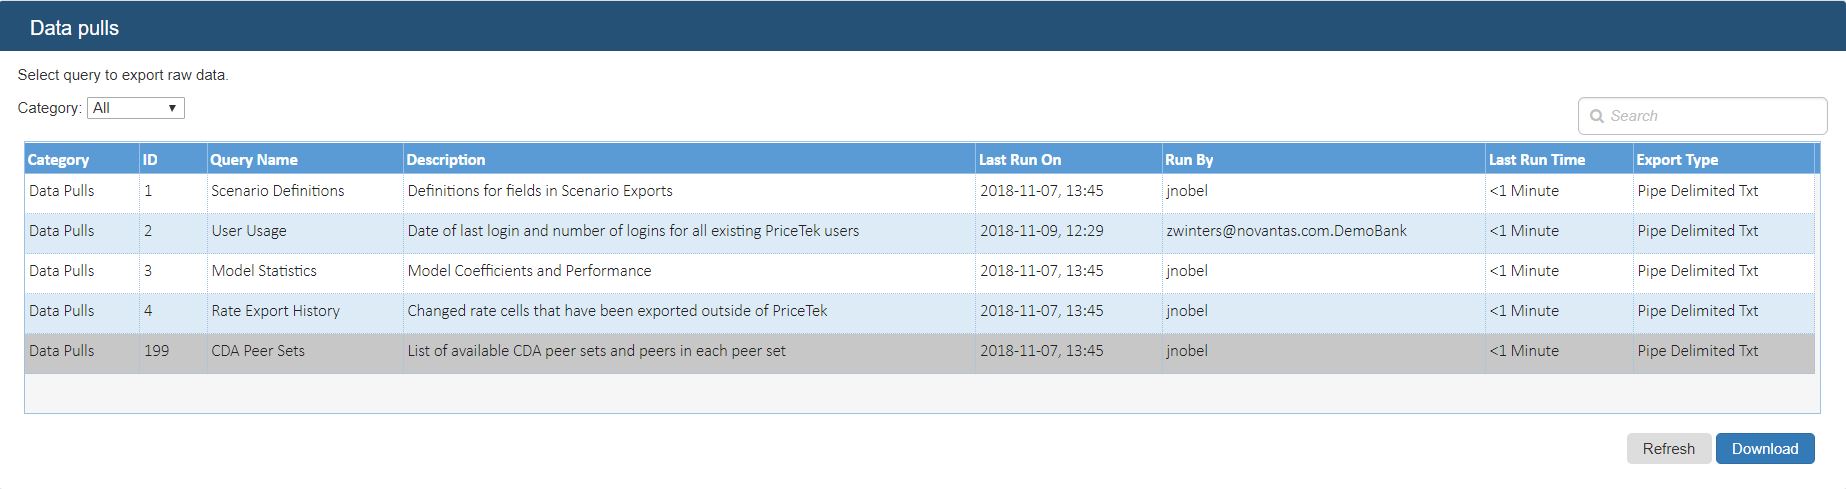 Data pulls
Select query to export raw data.
Category: All
Search
Category ID Query Name Description Last Run On Run By Last Run Time Export Type
Data Pulls 1 Scenario Definitions Definitions for fields in Scenario Exports 2018-11-07, 13:45 jnobel <1 Minute Pipe Delimited Txt
Data Pulls 2 User Usage Date of last login and number of logins for all existing PriceTek users 2018-11-09, 12:29 zwinters@novantas.com.DemoBank <1 Minute Pipe Delimited Txt
Data Pulls 3 Model Statistics Model Coefficients and Performance 2018-11-07, 13:45 jnobel <1 Minute Pipe Delimited Txt
Data Pulls 4 Rate Export History Changed rate cells that have been exported outside of PriceTek 2018-11-07, 13:45 jnobel <1 Minute Pipe Delimited Txt
Data Pulls 199 CDA Peer Sets List of available CDA peer sets and peers in each peer set 2018-11-07, 13:45 jnobel <1 Minute Pipe Delimited Txt
Refresh Download